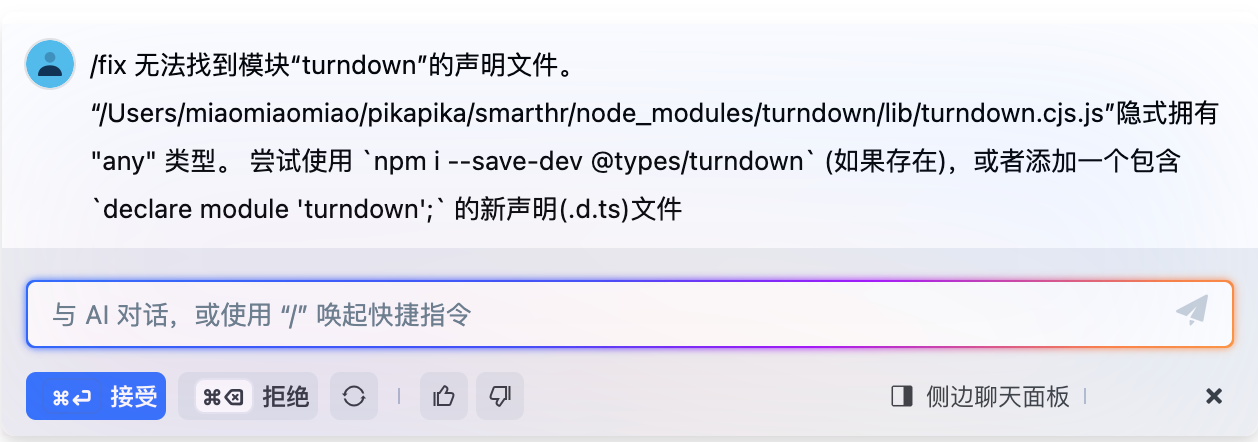 /fix 无法找到模块“turndown”的声明文件。
“/Users/miaomiaomiao/pikapika/smarthr/node_modules/turndown/lib/turndown.cjs.js”隐式拥有
"any" 类型。 尝试使用 `npm i --save-dev @types/turndown` (如果存在)，或者添加一个包含
`declare module 'turndown';` 的新声明(.d.ts)文件
与 AI 对话，或使用 “/” 唤起快捷指令
⌘↩ 接受 ⌘⌫ 拒绝 侧边聊天面板